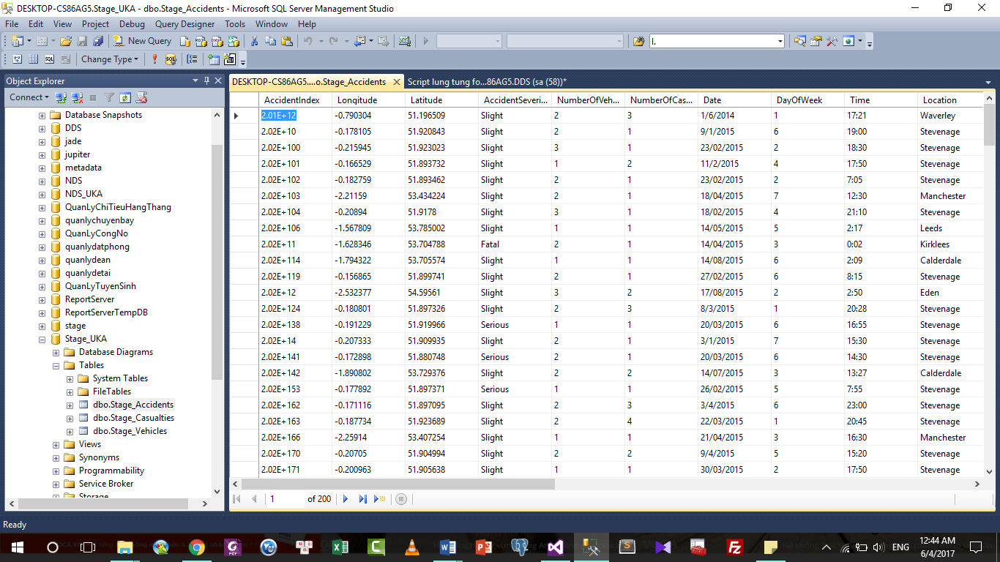 DESKTOP-CS86AG5.Stage_UKA - dbo.Stage_Accidents - Microsoft SQL Server Management Studio
File Edit View Project Debug Query Designer Tools Window Help
New Query MDX DMX XMLA l.
SQL Change Type SQL
Object Explorer
Connect
Database Snapshots
DDS
jade
jupiter
metadata
NDS
NDS_UKA
QuanLyChiTieuHangThang
quanlychuyenbay
QuanLyCongNo
quanlydatphong
quanlydean
quanlydetai
QuanLyTuyenSinh
ReportServer
ReportServerTempDB
stage
Stage_UKA
Database Diagrams
Tables
System Tables
FileTables
dbo.Stage_Accidents
dbo.Stage_Casualties
dbo.Stage_Vehicles
Views
Synonyms
Programmability
Service Broker
Storage
DESKTOP-CS86AG5....o.Stage_Accidents Script lung tung fo...86AG5.DDS (sa (58))*
AccidentIndex Longitude Latitude AccidentSeveri... NumberOfVeh... NumberOfCas... Date DayOfWeek Time Location
2.01E+12 -0.790304 51.196509 Slight 2 3 1/6/2014 1 17:21 Waverley
2.02E+10 -0.178105 51.920843 Slight 2 1 9/1/2015 6 19:00 Stevenage
2.02E+100 -0.215945 51.923023 Slight 3 1 23/02/2015 2 18:30 Stevenage
2.02E+101 -0.166529 51.893732 Slight 1 2 11/2/2015 4 17:50 Stevenage
2.02E+102 -0.182759 51.893462 Slight 2 1 23/02/2015 2 7:05 Stevenage
2.02E+103 -2.21159 53.434224 Slight 2 1 18/04/2015 7 12:30 Manchester
2.02E+104 -0.20894 51.9178 Slight 3 1 18/02/2015 4 21:10 Stevenage
2.02E+106 -1.567809 53.785002 Slight 1 1 14/05/2015 5 2:17 Leeds
2.02E+11 -1.628346 53.704788 Fatal 2 1 14/04/2015 3 0:02 Kirklees
2.02E+114 -1.794322 53.705574 Slight 1 1 14/08/2015 6 2:09 Calderdale
2.02E+119 -0.156865 51.899741 Slight 2 1 27/02/2015 6 8:15 Stevenage
2.02E+12 -2.532377 54.59561 Slight 3 2 17/08/2015 2 2:50 Eden
2.02E+124 -0.180801 51.897326 Slight 2 3 8/3/2015 1 20:28 Stevenage
2.02E+138 -0.191229 51.919966 Serious 1 1 20/03/2015 6 16:55 Stevenage
2.02E+14 -0.207333 51.909935 Slight 2 1 3/1/2015 7 15:30 Stevenage
2.02E+141 -0.172898 51.880748 Serious 2 1 20/03/2015 6 14:30 Stevenage
2.02E+142 -1.890802 53.729376 Slight 2 2 14/07/2015 3 13:27 Calderdale
2.02E+153 -0.177892 51.897371 Serious 1 1 26/02/2015 5 7:55 Stevenage
2.02E+162 -0.171116 51.897095 Slight 2 3 3/4/2015 6 23:00 Stevenage
2.02E+163 -0.187734 51.923689 Slight 2 4 22/03/2015 1 20:45 Stevenage
2.02E+166 -2.25914 53.407254 Slight 1 1 21/04/2015 3 16:30 Manchester
2.02E+170 -0.20705 51.904994 Slight 2 2 9/4/2015 5 15:20 Stevenage
2.02E+171 -0.200963 51.905638 Slight 1 1 30/03/2015 2 17:50 Stevenage
1 of 200
Ready
ENG 12:44 AM
6/4/2017